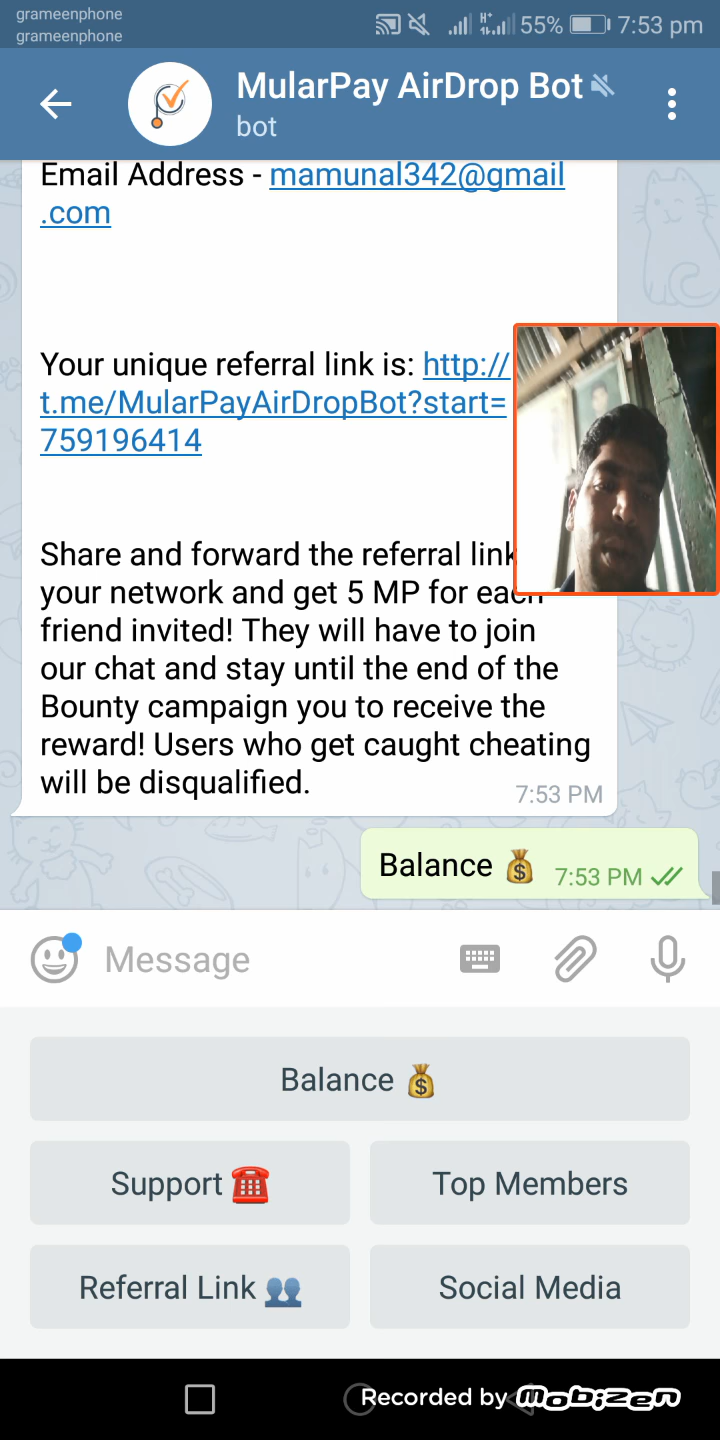 grameenphone
grameenphone
H+
55%
7:53 pm
MularPay AirDrop Bot
bot
Email Address - mamunal342@gmail
.com
Your unique referral link is: http://
t.me/MularPayAirDropBot?start=
759196414
Share and forward the referral link
your network and get 5 MP for each
friend invited! They will have to join
our chat and stay until the end of the
Bounty campaign you to receive the
reward! Users who get caught cheating
will be disqualified.
7:53 PM
Balance 💰 7:53 PM
Message
Balance 💰
Support ☎️
Top Members
Referral Link 👥
Social Media
Recorded by Mobizen